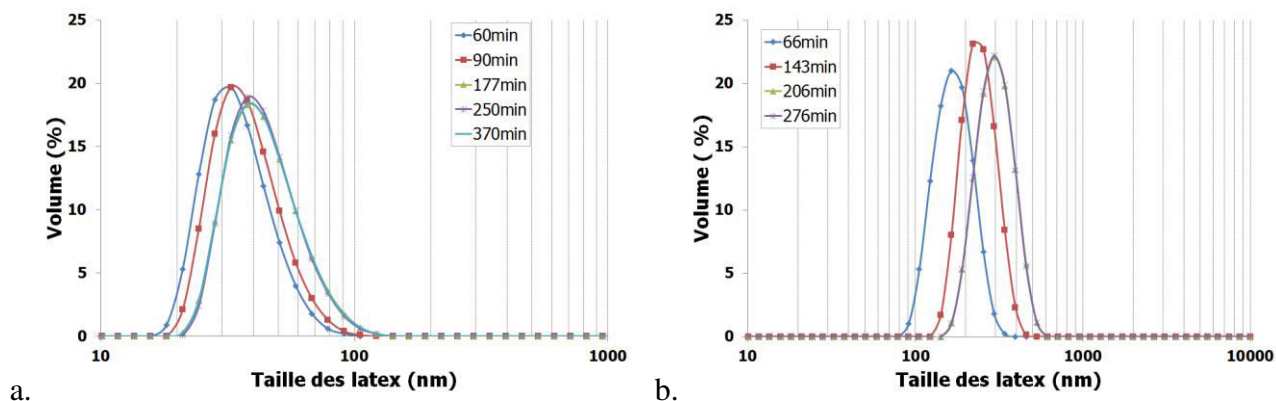 25
20
15
10
5
0
Volume (%)
60min
90min
177min
250min
370min
10
100
1000
Taille des latex (nm)
a.
25
20
15
10
5
0
Volume ( %)
66min
143min
206min
276min
10
100
1000
10000
Taille des latex (nm)
b.